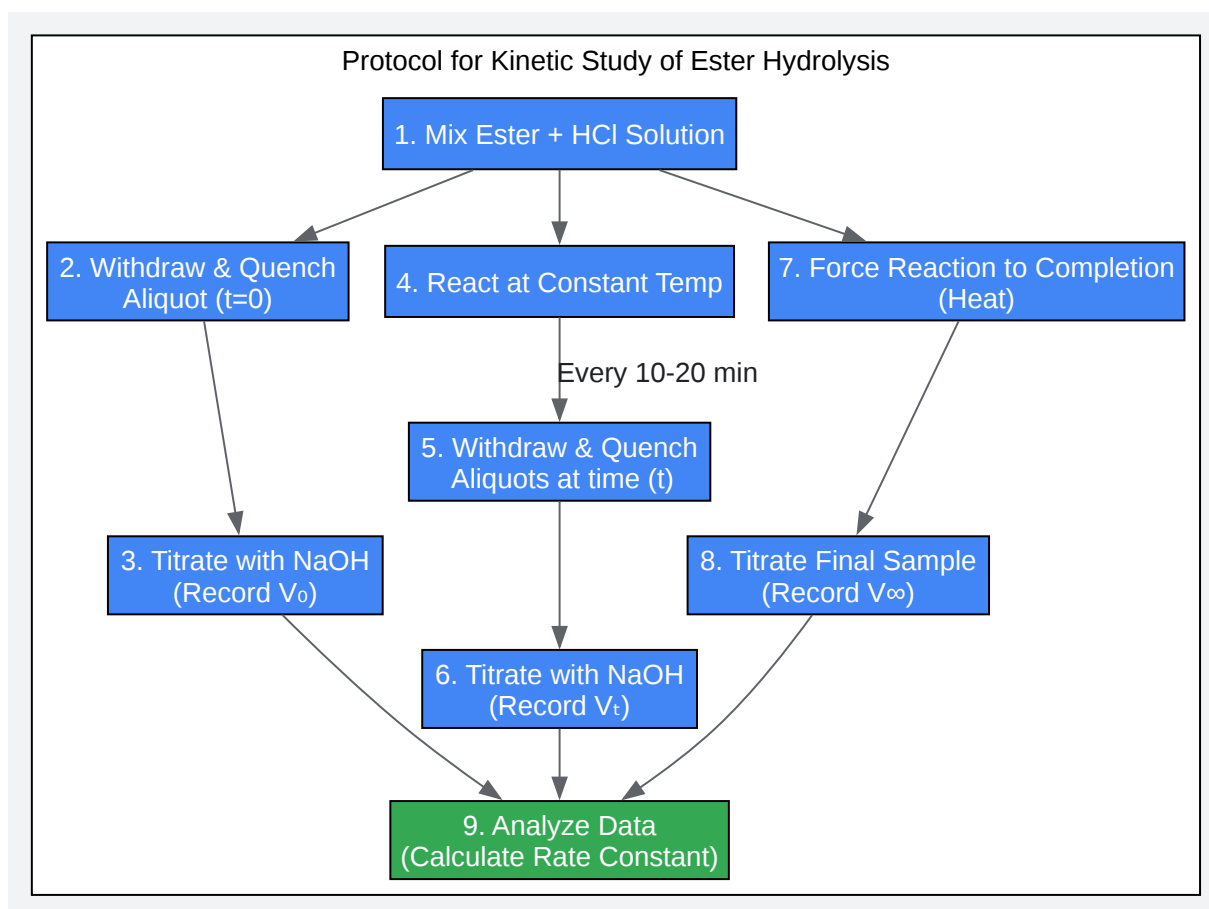 Protocol for Kinetic Study of Ester Hydrolysis
1. Mix Ester + HCl Solution
2. Withdraw & Quench
Aliquot (t=0)
4. React at Constant Temp
7. Force Reaction to Completion
(Heat)
Every 10-20 min
5. Withdraw & Quench
Aliquots at time (t)
3. Titrate with NaOH
(Record V₀)
8. Titrate Final Sample
(Record V∞)
6. Titrate with NaOH
(Record Vₜ)
9. Analyze Data
(Calculate Rate Constant)